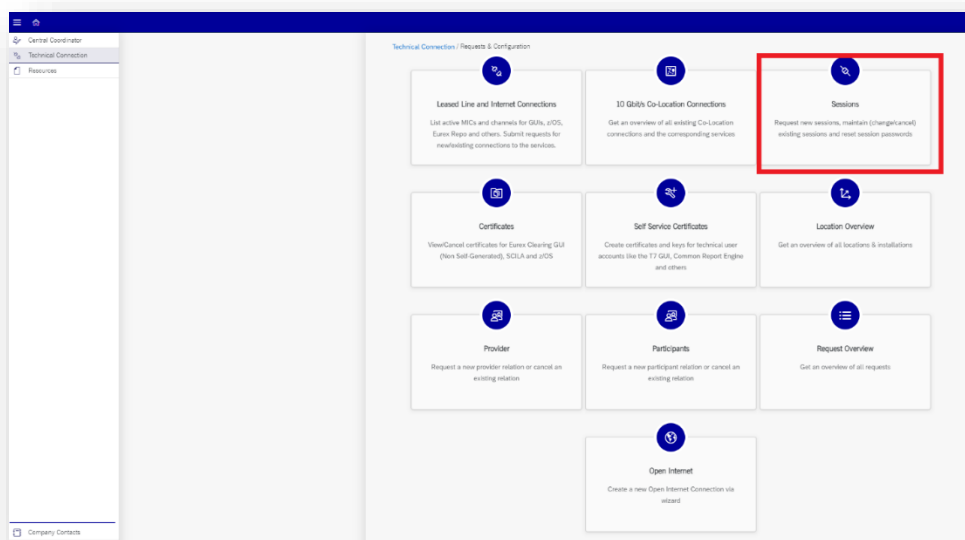 Central Coordinator
Technical Connection
Resources
Company Contacts
Technical Connection / Requests & Configuration
Leased Line and Internet Connections
List active MICs and channels for GUIs, z/OS,
Eurex Repo and others. Submit requests for
new/existing connections to the services.
10 Gbit/s Co-Location Connections
Get an overview of all existing Co-Location
connections and the corresponding services
Sessions
Request new sessions, maintain (change/cancel)
existing sessions and reset session passwords
Certificates
View/Cancel certificates for Eurex Clearing GUI
(Non Self-Generated), SCILA and z/OS
Self Service Certificates
Create certificates and keys for technical user
accounts like the T7 GUI, Common Report Engine
and others
Location Overview
Get an overview of all locations & installations
Provider
Request a new provider relation or cancel an
existing relation
Participants
Request a new participant relation or cancel an
existing relation
Request Overview
Get an overview of all requests
Open Internet
Create a new Open Internet Connection via
wizard